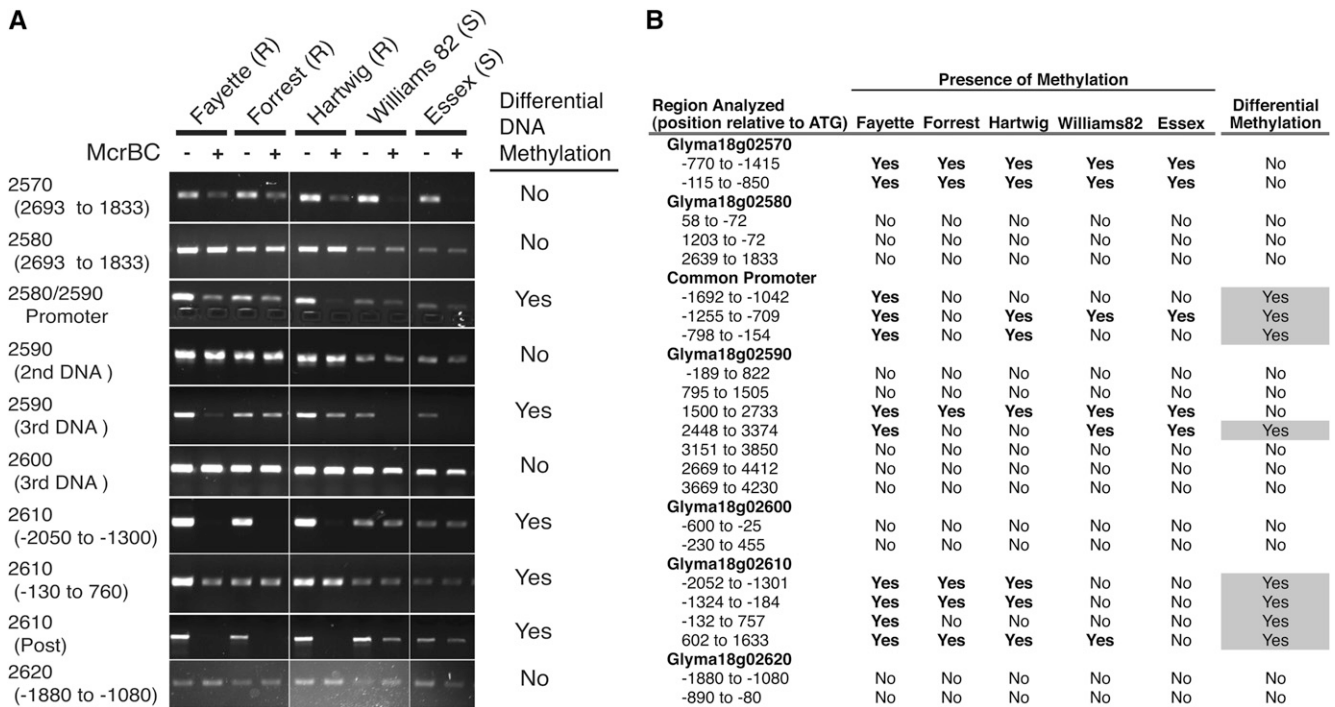 A
Fayette (R) Forrest (R) Hartwig (R) Williams 82 (S) Essex (S)
Differential
DNA
Methylation
McrBC - + - + - + - + - +
2570
(2693 to 1833) No
2580
(2693 to 1833) No
2580/2590
Promoter Yes
2590
(2nd DNA ) No
2590
(3rd DNA ) Yes
2600
(3rd DNA ) No
2610
(-2050 to -1300) Yes
2610
(-130 to 760) Yes
2610
(Post) Yes
2620
(-1880 to -1080) No
B
Presence of Methylation
Region Analyzed Differential
(position relative to ATG) Fayette Forrest Hartwig Williams82 Essex Methylation
Glyma18g02570
-770 to -1415 Yes Yes Yes Yes Yes No
-115 to -850 Yes Yes Yes Yes Yes No
Glyma18g02580
58 to -72 No No No No No No
1203 to -72 No No No No No No
2639 to 1833 No No No No No No
Common Promoter
-1692 to -1042 Yes No No No No Yes
-1255 to -709 Yes No Yes Yes Yes Yes
-798 to -154 Yes No Yes No No Yes
Glyma18g02590
-189 to 822 No No No No No No
795 to 1505 No No No No No No
1500 to 2733 Yes Yes Yes Yes Yes No
2448 to 3374 Yes No No Yes Yes Yes
3151 to 3850 No No No No No No
2669 to 4412 No No No No No No
3669 to 4230 No No No No No No
Glyma18g02600
-600 to -25 No No No No No No
-230 to 455 No No No No No No
Glyma18g02610
-2052 to -1301 Yes Yes Yes No No Yes
-1324 to -184 Yes Yes Yes No No Yes
-132 to 757 Yes No No No No Yes
602 to 1633 Yes Yes Yes Yes No Yes
Glyma18g02620
-1880 to -1080 No No No No No No
-890 to -80 No No No No No No